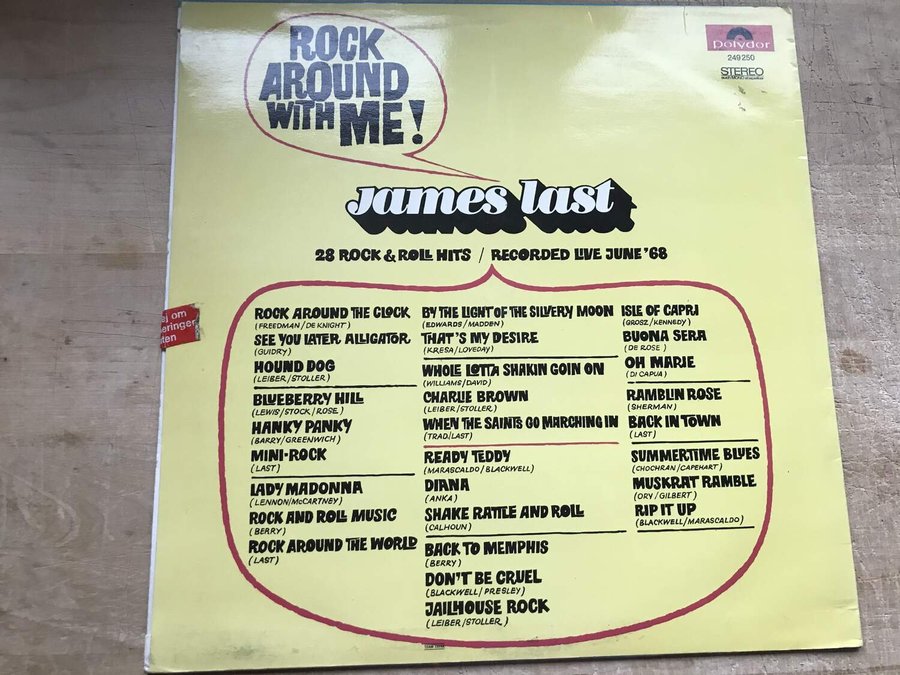 ROCK
AROUND
WITH ME!
polydor
249 250
STEREO
james last
28 ROCK & ROLL HITS / RECORDED LIVE JUNE '68
ej om
eringer
ten
ROCK AROUND THE CLOCK
(FREEDMAN/DE KNIGHT)
SEE YOU LATER ALLIGATOR
(GUIDRY)
HOUND DOG
(LEIBER/STOLLER)
BLUEBERRY HILL
(LEWIS/STOCK/ROSE)
HANKY PANKY
(BARRY/GREENWICH)
MINI-ROCK
(LAST)
LADY MADONNA
(LENNON/McCARTNEY)
ROCK AND ROLL MUSIC
(BERRY)
ROCK AROUND THE WORLD
(LAST)
BY THE LIGHT OF THE SILVERY MOON
(EDWARDS/MADDEN)
THAT'S MY DESIRE
(KRESA/LOVEDAY)
WHOLE LOTTA SHAKIN GOIN ON
(WILLIAMS/DAVID)
CHARLIE BROWN
(LEIBER/STOLLER)
WHEN THE SAINTS GO MARCHING IN
(TRAD/LAST)
READY TEDDY
(MARASCALDO/BLACKWELL)
DIANA
(ANKA)
SHAKE RATTLE AND ROLL
(CALHOUN)
BACK TO MEMPHIS
(BERRY)
DON'T BE CRUEL
(BLACKWELL/PRESLEY)
JAILHOUSE ROCK
(LEIBER/STOLLER)
ISLE OF CAPRI
(GROSZ/KENNEDY)
BUONA SERA
(DE ROSE)
OH MARIE
(DI CAPUA)
RAMBLIN ROSE
(SHERMAN)
BACK IN TOWN
(LAST)
SUMMERTIME BLUES
(CHOCHRAN/CAPEHART)
MUSKRAT RAMBLE
(ORY/GILBERT)
RIP IT UP
(BLACKWELL/MARASCALDO)